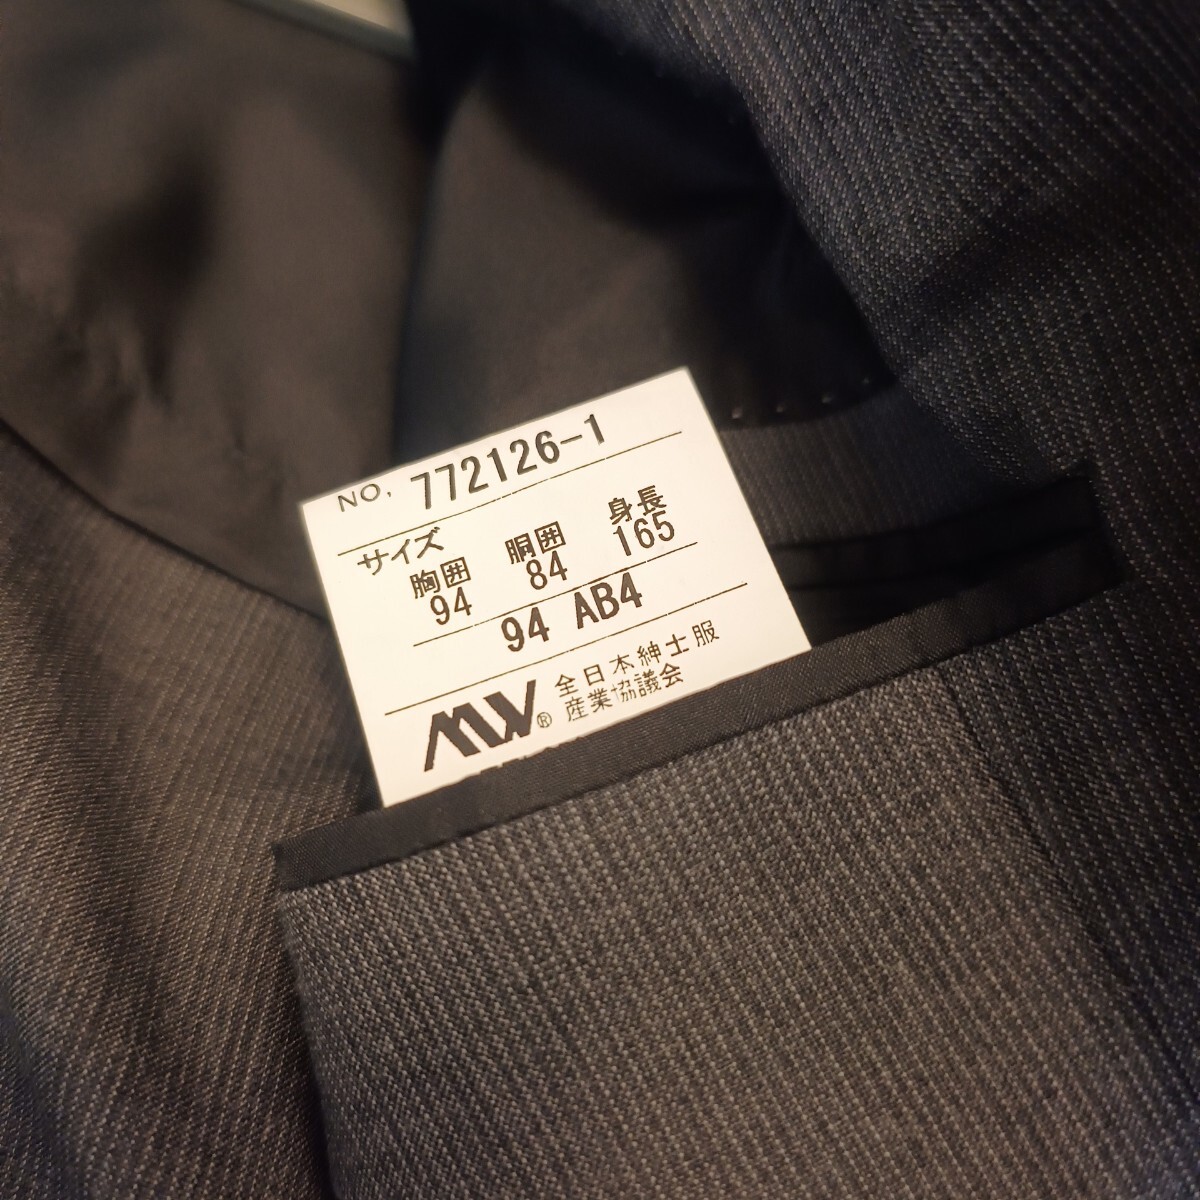 NO. 772126-1
サイズ
胸囲 胴囲 身長
94 84 165
94 AB4
MW® 全日本紳士服
産業協議会